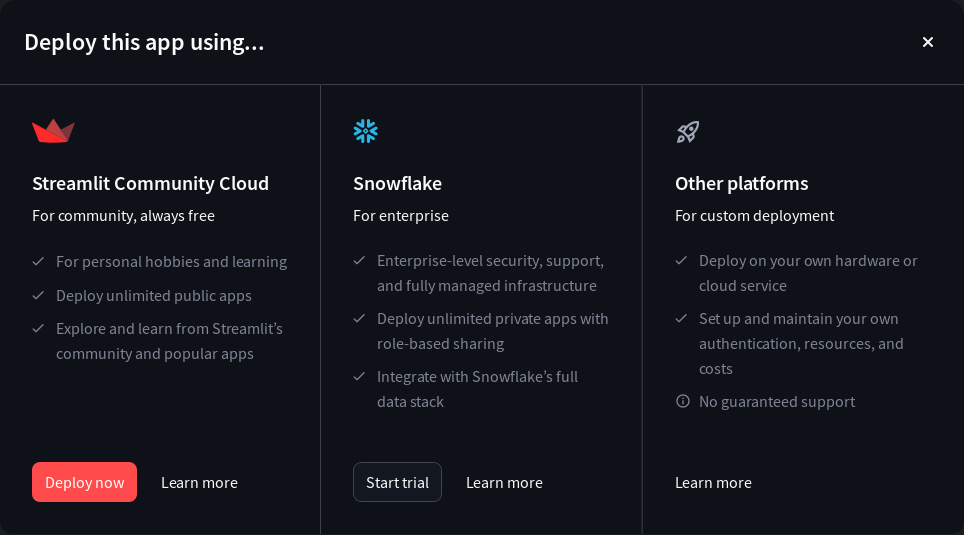 Deploy this app using...
Streamlit Community Cloud
For community, always free
For personal hobbies and learning
Deploy unlimited public apps
Explore and learn from Streamlit’s
community and popular apps
Deploy now
Learn more
Snowflake
For enterprise
Enterprise-level security, support,
and fully managed infrastructure
Deploy unlimited private apps with
role-based sharing
Integrate with Snowflake’s full
data stack
Start trial
Learn more
Other platforms
For custom deployment
Deploy on your own hardware or
cloud service
Set up and maintain your own
authentication, resources, and
costs
No guaranteed support
Learn more